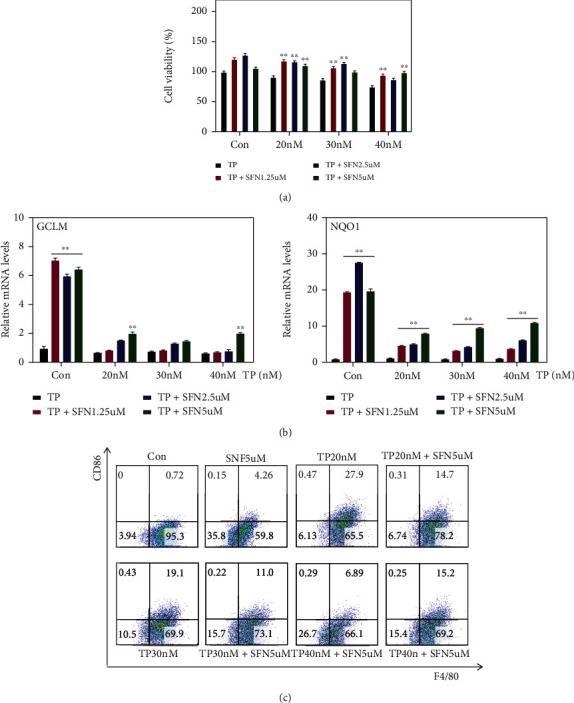 200
150
100
50
0
Cell viability (%)
** ** ** ** ** ** **
Con 20nM 30nM 40nM
TP TP + SFN2.5uM
TP + SFN1.25uM TP + SFN5uM
(a)
GCLM
10
8
6
4
2
0
Relative mRNA levels
** ** **
Con 20nM 30nM 40nM TP (nM)
TP TP + SFN2.5uM
TP + SFN1.25uM TP + SFN5uM
NQO1
40
30
20
10
0
Relative mRNA levels
** ** ** **
Con 20nM 30nM 40nM TP (nM)
TP TP + SFN2.5uM
TP + SFN1.25uM TP + SFN5uM
(b)
CD86
Con SNF5uM TP20nM TP20nM + SFN5uM
0 0.72 0.15 4.26 0.47 27.9 0.31 14.7
3.94 95.3 35.8 59.8 6.13 65.5 6.74 78.2
0.43 19.1 0.22 11.0 0.29 6.89 0.25 15.2
10.5 69.9 15.7 73.1 26.7 66.1 15.4 69.2
TP30nM TP30nM + SFN5uM TP40nM + SFN5uM TP40n + SFN5uM
F4/80
(c)